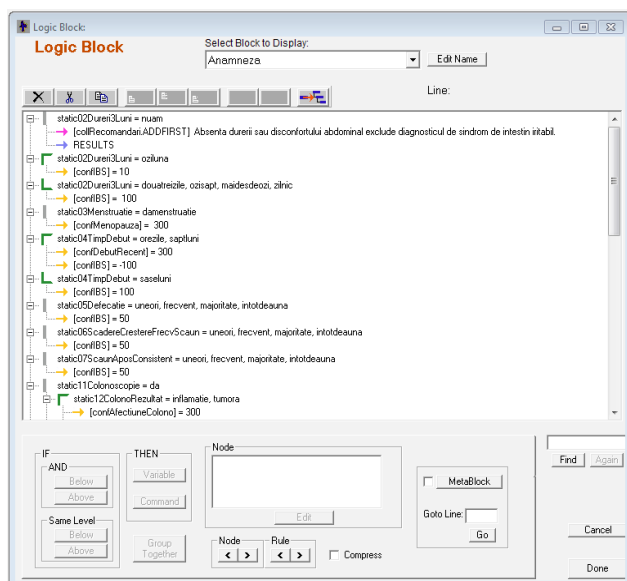 Logic Block:
Logic Block
Select Block to Display:
Anamneza
Edit Name
Line:
static02Dureri3Luni = nuam
[collRecomandari.ADDFIRST] Absenta durerii sau disconfortului abdominal exclude diagnosticul de sindrom de intestin iritabil.
RESULTS
static02Dureri3Luni = oziluna
[confIBS] = 10
static02Dureri3Luni = douatreizile, ozisapt, maidesdeozi, zilnic
[confIBS] = 100
static03Menstruatie = damenstruatie
[confMenopauza] = 300
static04TimpDebut = orezile, saptluni
[confDebutRecent] = 300
[confIBS] = -100
static04TimpDebut = saseluni
[confIBS] = 100
static05Defecatie = uneori, frecvent, majoritate, intotdeauna
[confIBS] = 50
static06ScadereCrestereFrecvScaun = uneori, frecvent, majoritate, intotdeauna
[confIBS] = 50
static07ScaunAposConsistent = uneori, frecvent, majoritate, intotdeauna
[confIBS] = 50
static11Colonoscopie = da
static12ColonoRezultat = inflamatie, tumora
[confAfectiuneColono] = 300
IF
AND
Below
Above
Same Level
Below
Above
THEN
Variable
Command
Group Together
Node
Edit
Node
< >
Rule
< >
Compress
MetaBlock
Goto Line:
Go
Find
Again
Cancel
Done